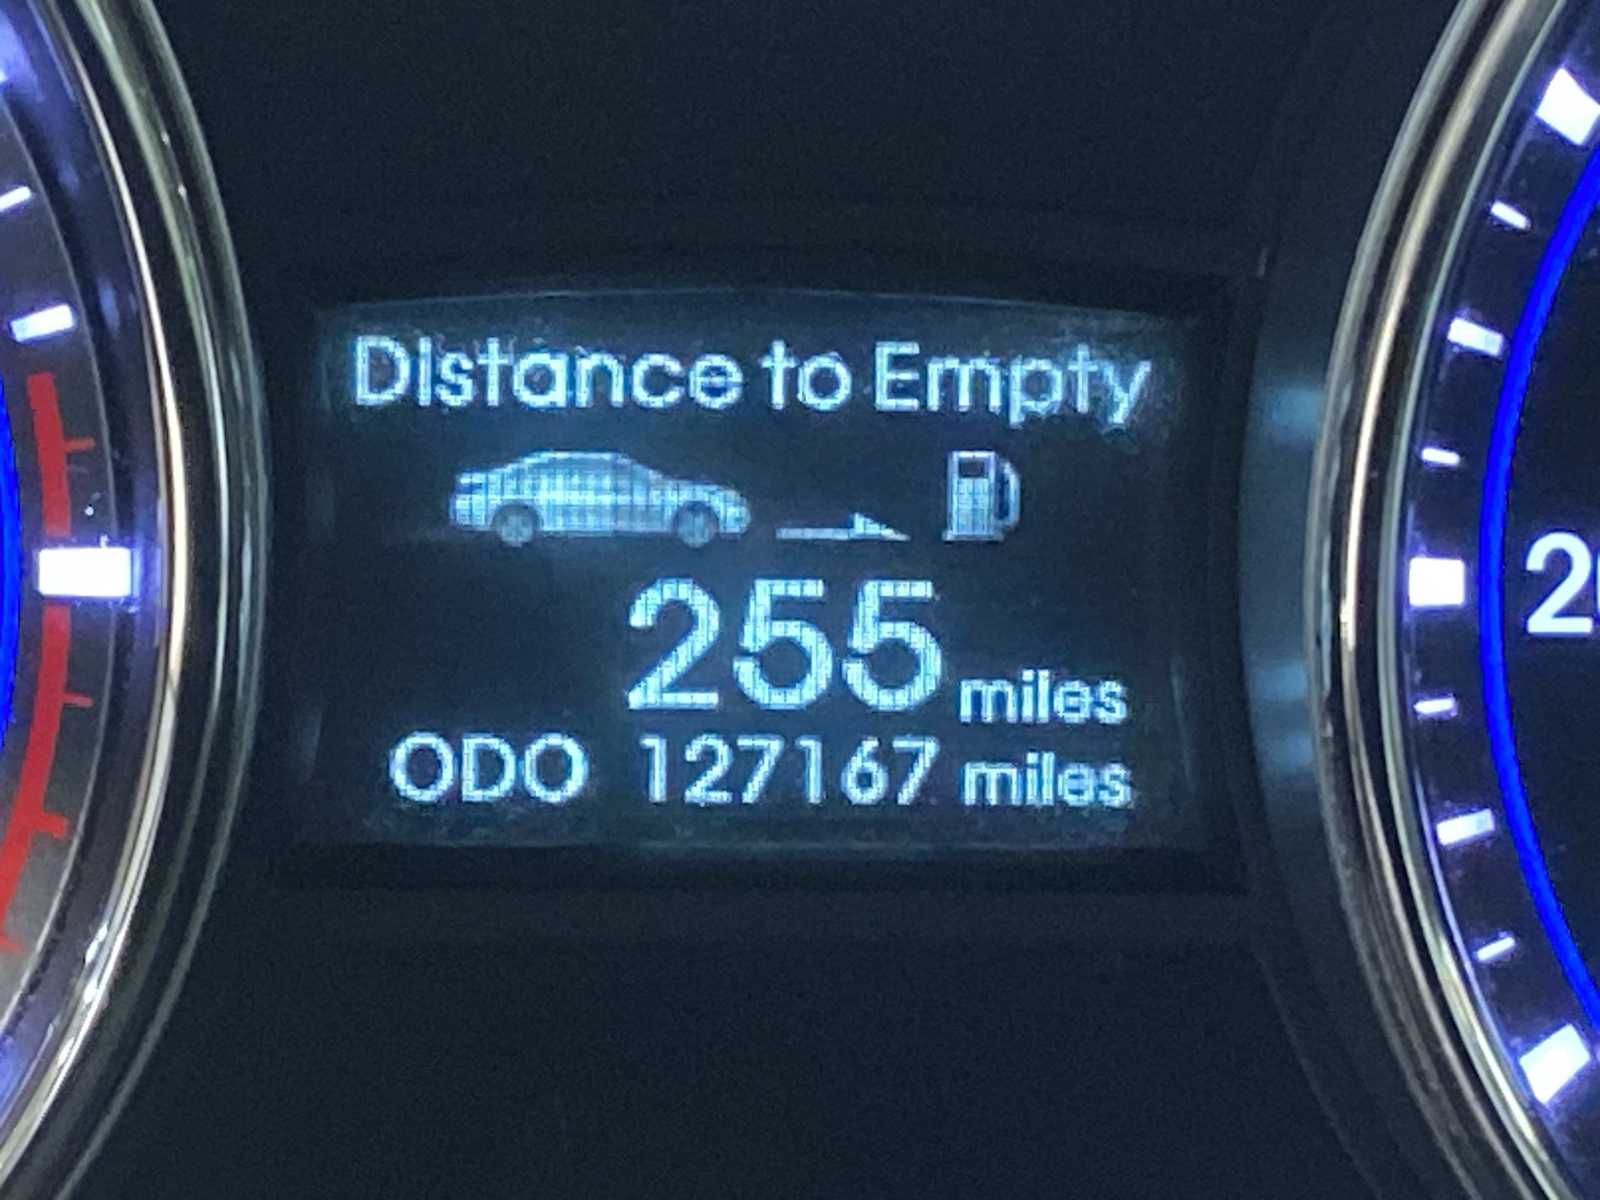 Distance to Empty
255 miles
ODO 127167 miles